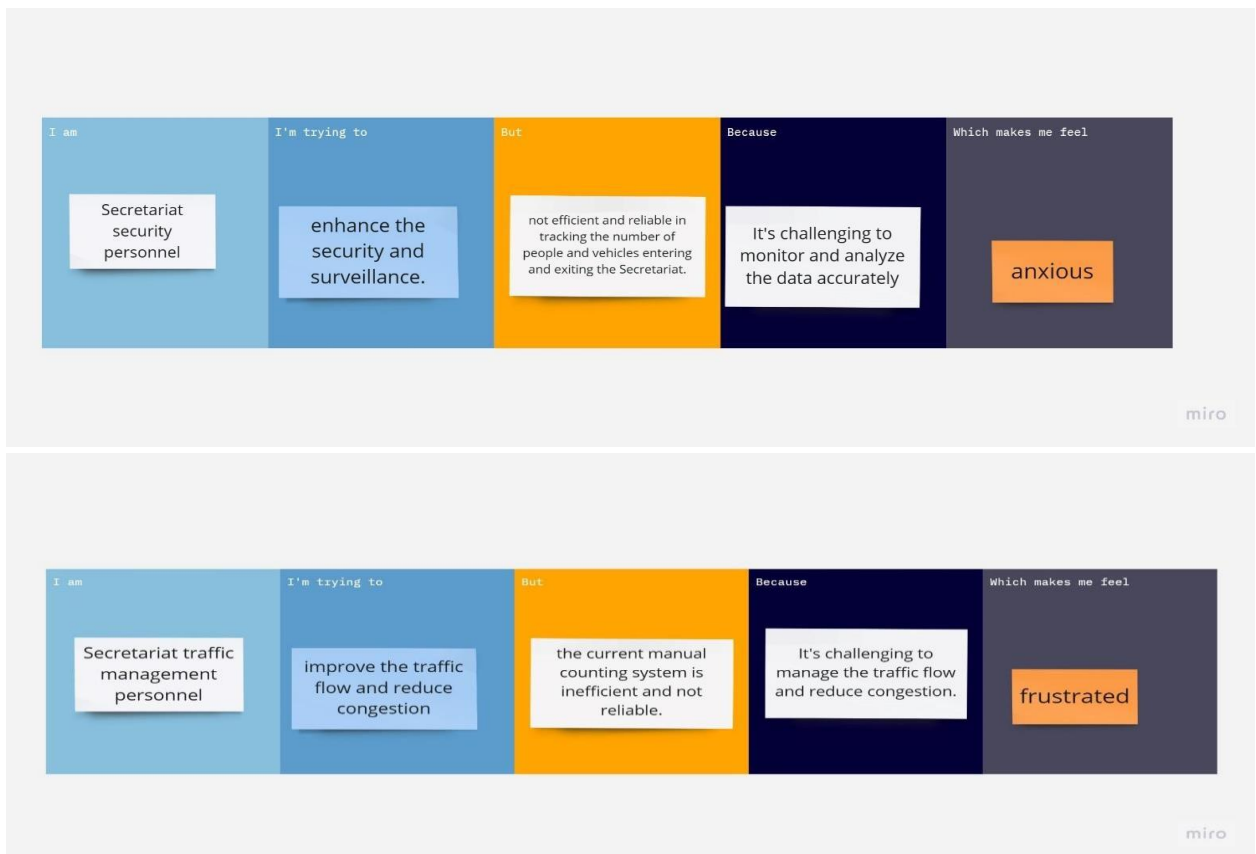 I am
I'm trying to
But
Because
Which makes me feel
Secretariat
security
personnel
enhance the
security and
surveillance.
not efficient and reliable in
tracking the number of
people and vehicles entering
and exiting the Secretariat.
It's challenging to
monitor and analyze
the data accurately
anxious
miro
I am
I'm trying to
But
Because
Which makes me feel
Secretariat traffic
management
personnel
improve the traffic
flow and reduce
congestion
the current manual
counting system is
inefficient and not
reliable.
It's challenging to
manage the traffic flow
and reduce congestion.
frustrated
miro